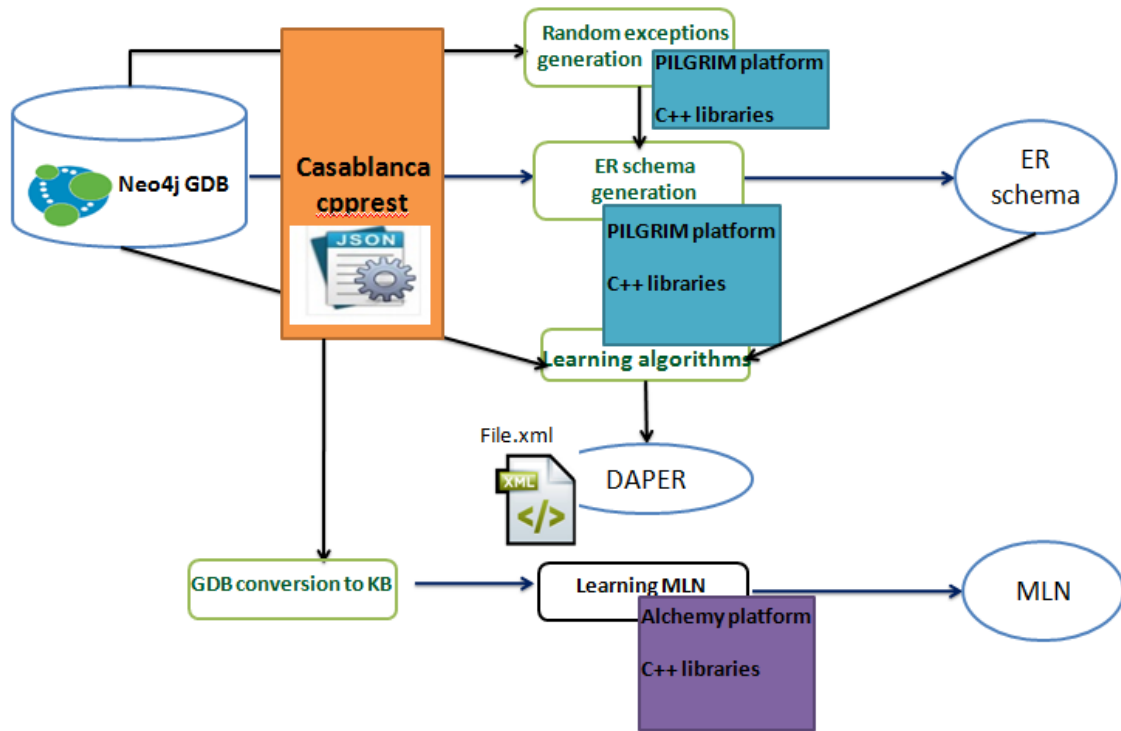 Random exceptions
generation
PILGRIM platform
C++ libraries
Neo4j GDB
Casablanca
cpprest
JSON
ER schema
generation
PILGRIM platform
C++ libraries
ER
schema
Learning algorithms
File.xml
XML
</>
DAPER
GDB conversion to KB
Learning MLN
Alchemy platform
C++ libraries
MLN